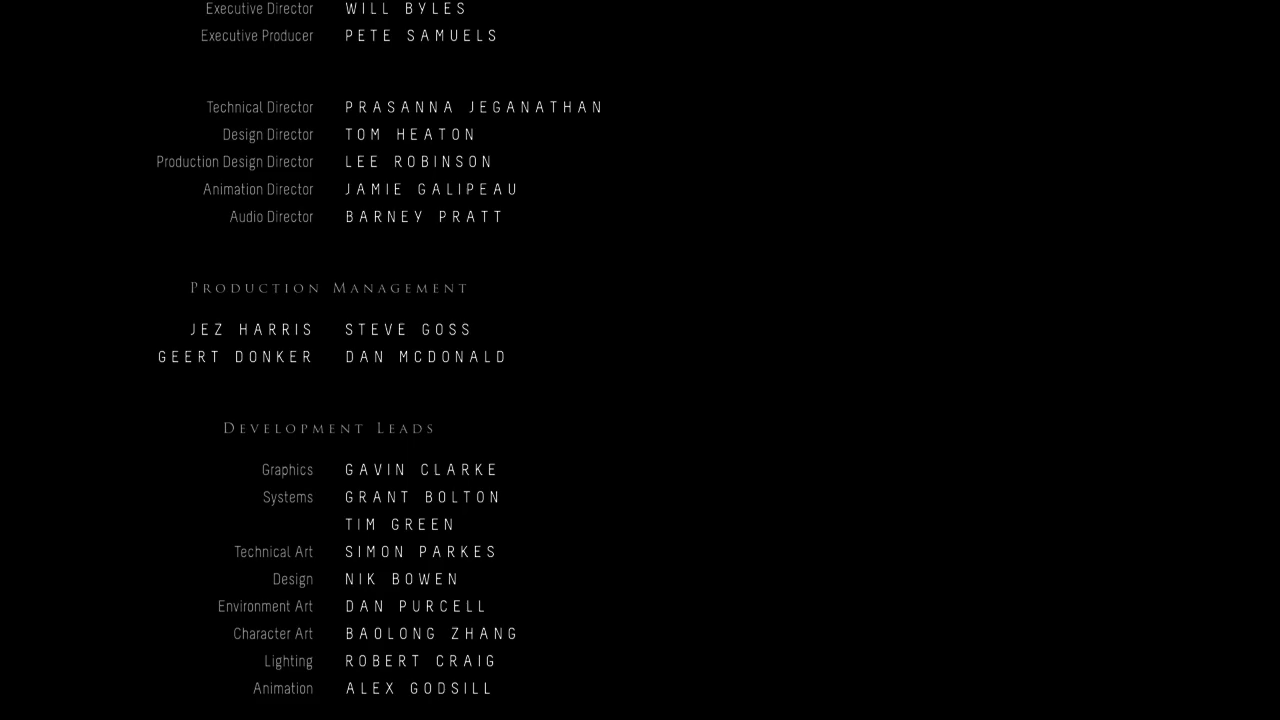 Executive Director WILL BYLES
Executive Producer PETE SAMUELS
Technical Director PRASANNA JEGANATHAN
Design Director TOM HEATON
Production Design Director LEE ROBINSON
Animation Director JAMIE GALIPEAU
Audio Director BARNEY PRATT
Production Management
JEZ HARRIS STEVE GOSS
GEERT DONKER DAN MCDONALD
Development Leads
Graphics GAVIN CLARKE
Systems GRANT BOLTON
TIM GREEN
Technical Art SIMON PARKES
Design NIK BOWEN
Environment Art DAN PURCELL
Character Art BAOLONG ZHANG
Lighting ROBERT CRAIG
Animation ALEX GODSILL